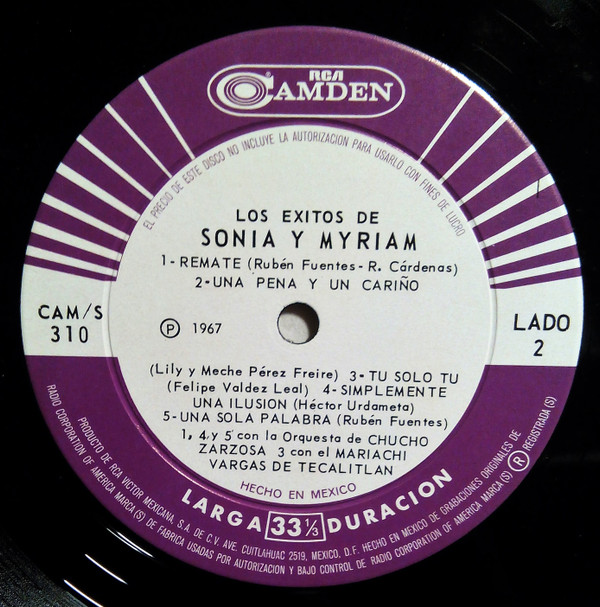 RCA
CAMDEN
EL PRECIO DE ESTE DISCO NO INCLUYE LA AUTORIZACION PARA USARLO CON FINES DE LUCRO
LOS EXITOS DE
SONIA Y MYRIAM
1-REMATE (Rubén Fuentes-R. Cárdenas)
2-UNA PENA Y UN CARIÑO
CAM/S
310
Ⓟ 1967
LADO
2
(Lily y Meche Pérez Freire) 3-TU SOLO TU
(Felipe Valdez Leal) 4-SIMPLEMENTE
UNA ILUSION (Héctor Urdameta)
5-UNA SOLA PALABRA (Rubén Fuentes)
1, 4 y 5 con la Orquesta de CHUCHO
ZARZOSA 3 con el MARIACHI
VARGAS DE TECALITLAN
HECHO EN MEXICO
LARGA 33 1/3 DURACION
PRODUCTO DE RCA VICTOR MEXICANA, S.A. DE C.V. AVE. CUITLAHUAC 2519, MEXICO, D.F. HECHO EN MEXICO DE GRABACIONES ORIGINALES DE
RADIO CORPORATION OF AMERICA MARCA(S) DE FABRICA USADAS POR AUTORIZACION Y BAJO CONTROL DE RADIO CORPORATION OF AMERICA MARCA(S) ® REGISTRADA(S)